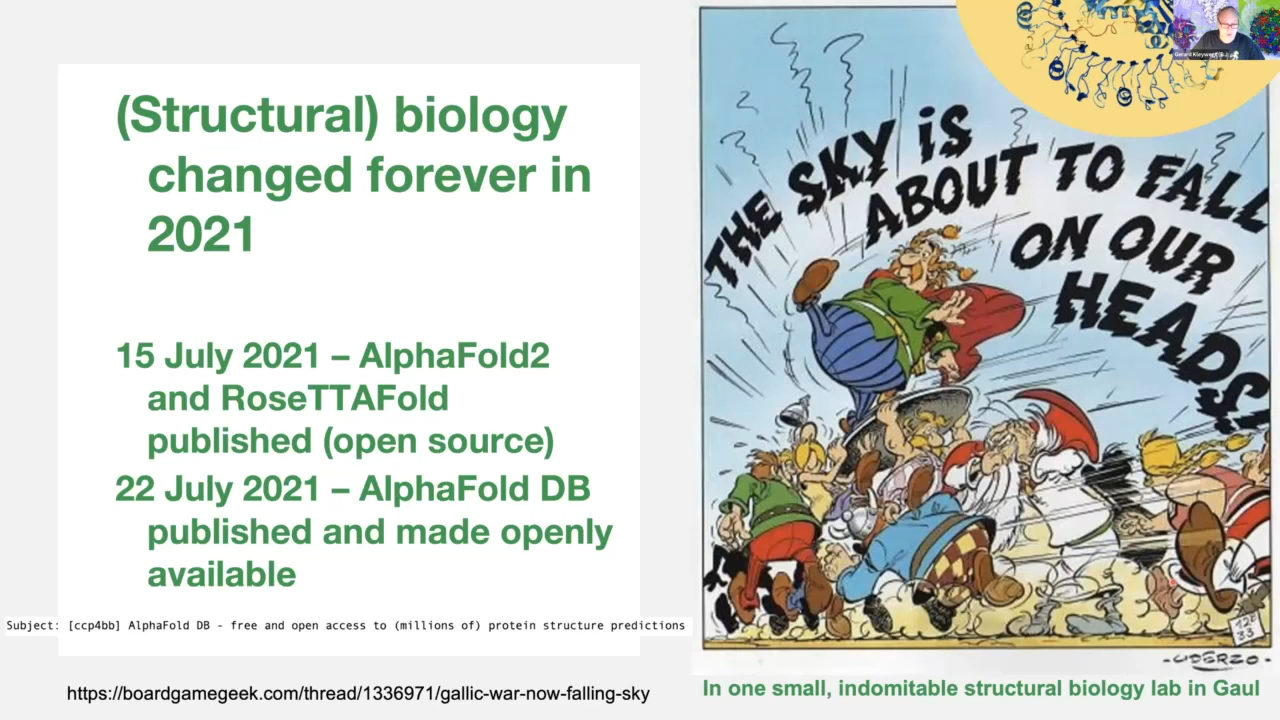 (Structural) biology
changed forever in
2021
15 July 2021 – AlphaFold2
and RoseTTAFold
published (open source)
22 July 2021 – AlphaFold DB
published and made openly
available
Subject: [ccp4bb] AlphaFold DB - free and open access to (millions of) protein structure predictions
https://boardgamegeek.com/thread/1336971/gallic-war-now-falling-sky
THE SKY IS
ABOUT TO FALL
ON OUR
HEADS!
-UDERZO-
In one small, indomitable structural biology lab in Gaul
Gerard Kleywegt